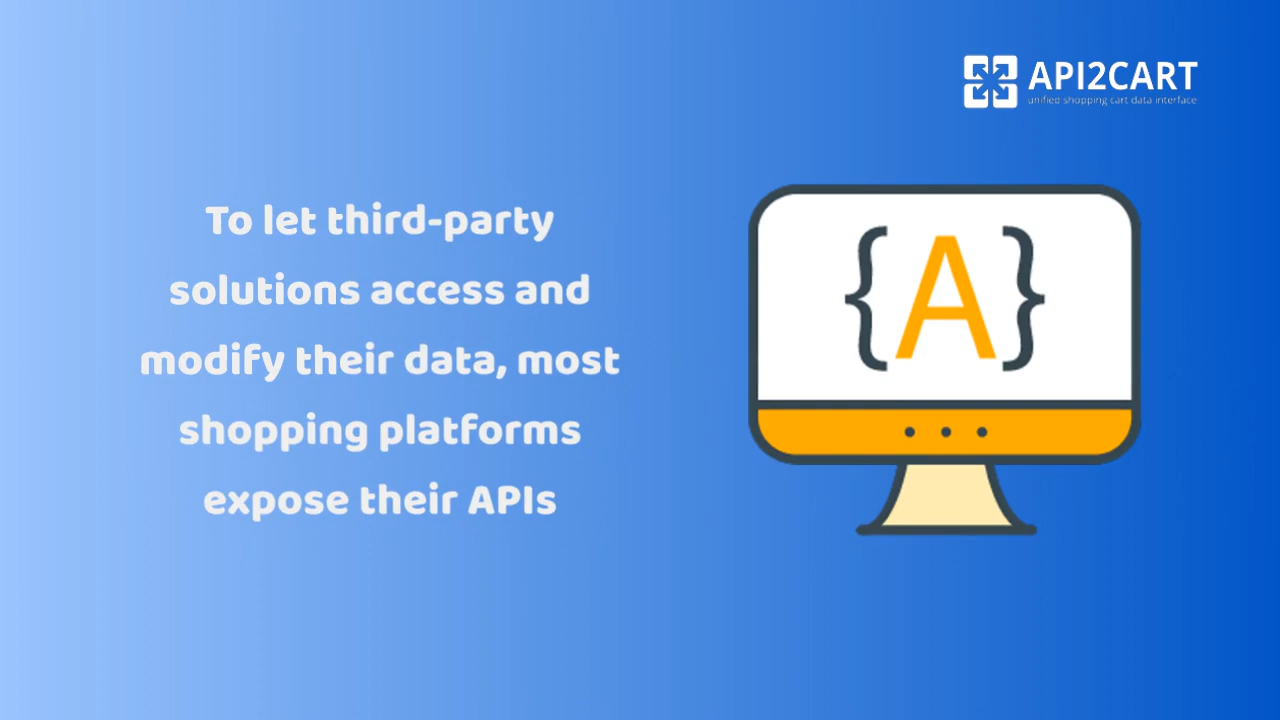 API2CART
unified shopping cart data interface
To let third-party
solutions access and
modify their data, most
shopping platforms
expose their APIs
{A}